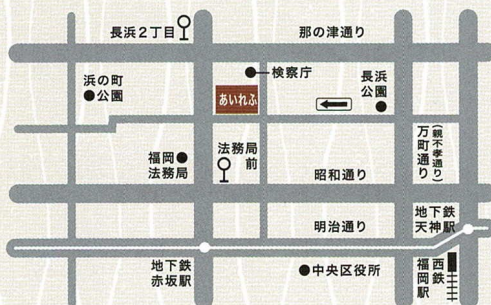 長浜2丁目
那の津通り
検察庁
浜の町
公園
あいれふ
長浜
公園
福岡
法務局
法務局
前
万町通り
(親不孝通り)
昭和通り
明治通り
地下鉄
天神駅
地下鉄
赤坂駅
中央区役所
西鉄
福岡駅